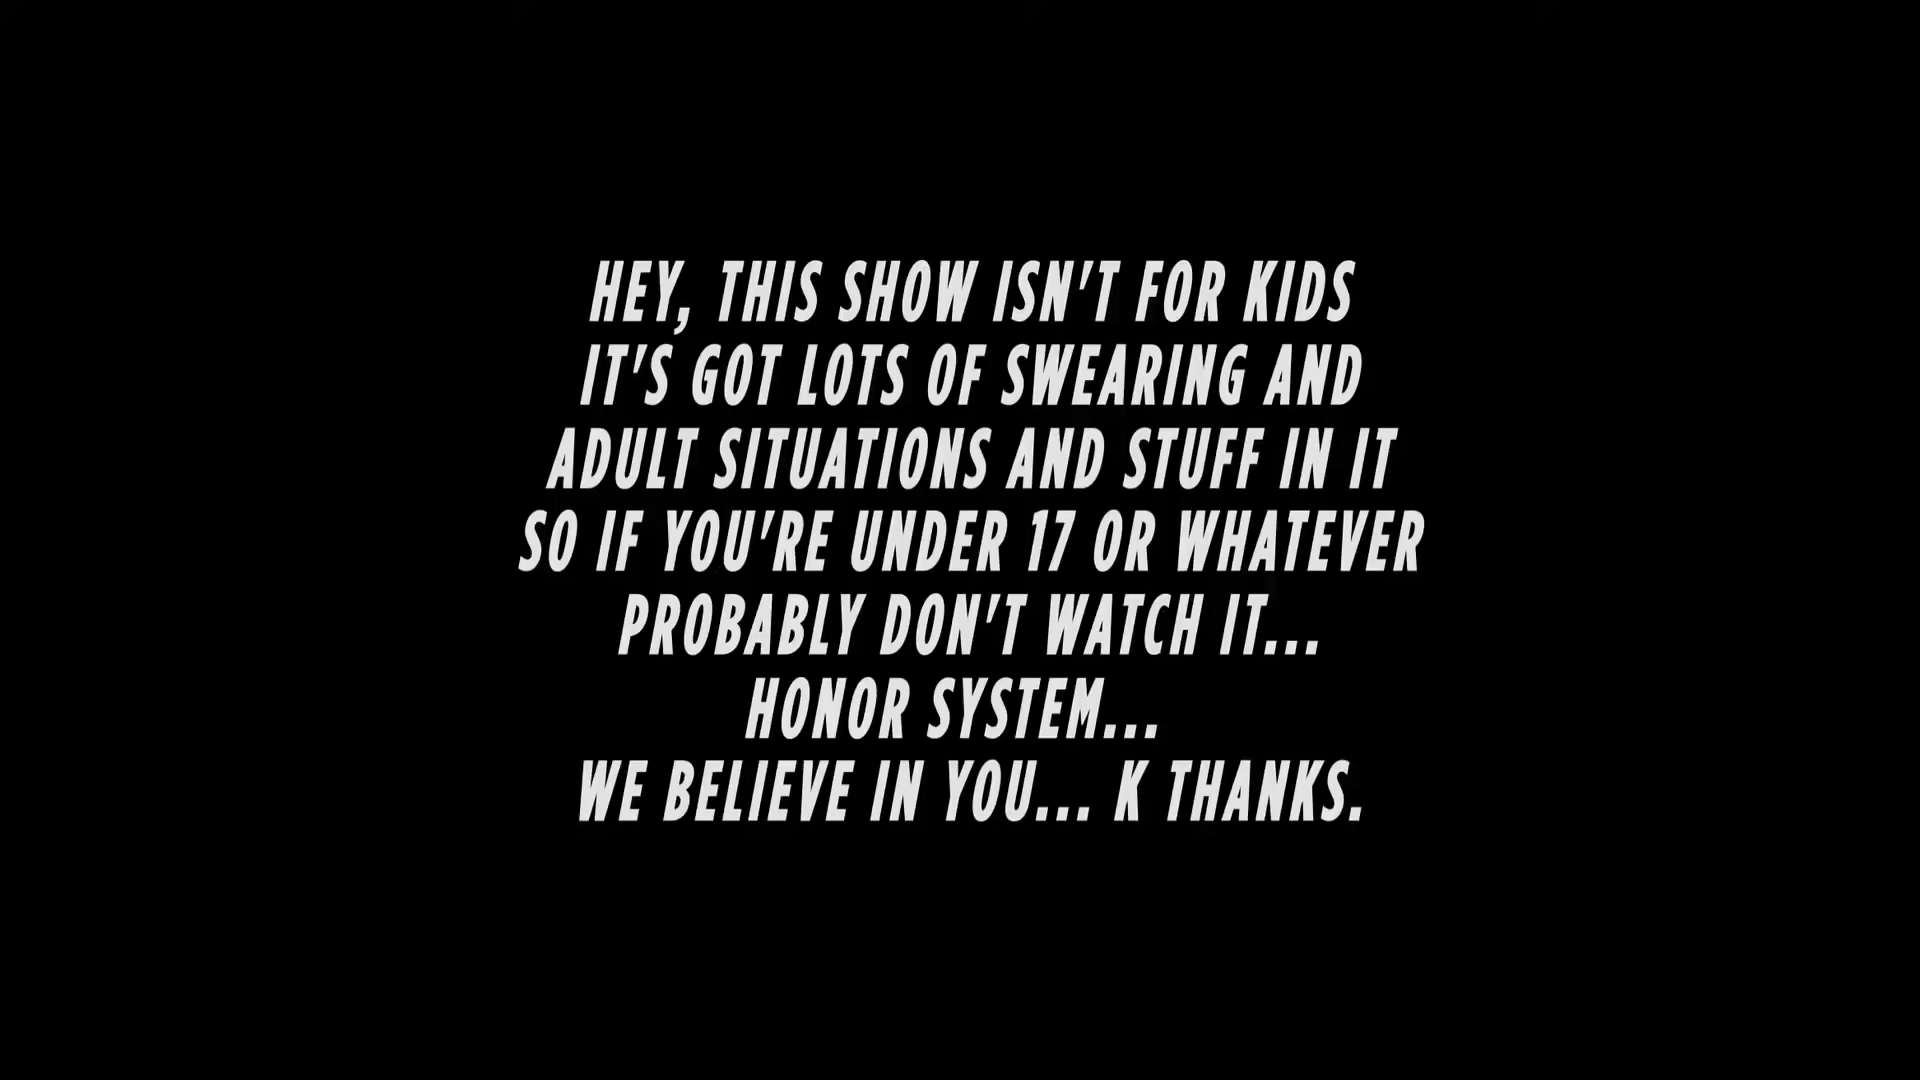 HEY, THIS SHOW ISN'T FOR KIDS
IT'S GOT LOTS OF SWEARING AND
ADULT SITUATIONS AND STUFF IN IT
SO IF YOU'RE UNDER 17 OR WHATEVER
PROBABLY DON'T WATCH IT...
HONOR SYSTEM...
WE BELIEVE IN YOU... K THANKS.